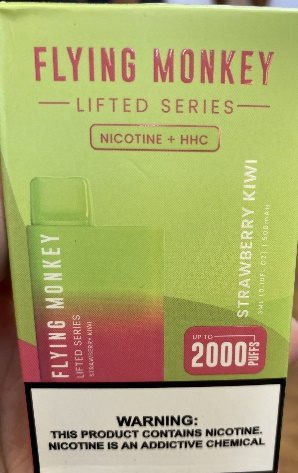 FLYING MONKEY
LIFTED SERIES
NICOTINE + HHC
STRAWBERRY KIWI
FLYING MONKEY
LIFTED SERIES
STRAWBERRY KIWI
UP TO
2000 PUFFS
WARNING:
THIS PRODUCT CONTAINS NICOTINE.
NICOTINE IS AN ADDICTIVE CHEMICAL